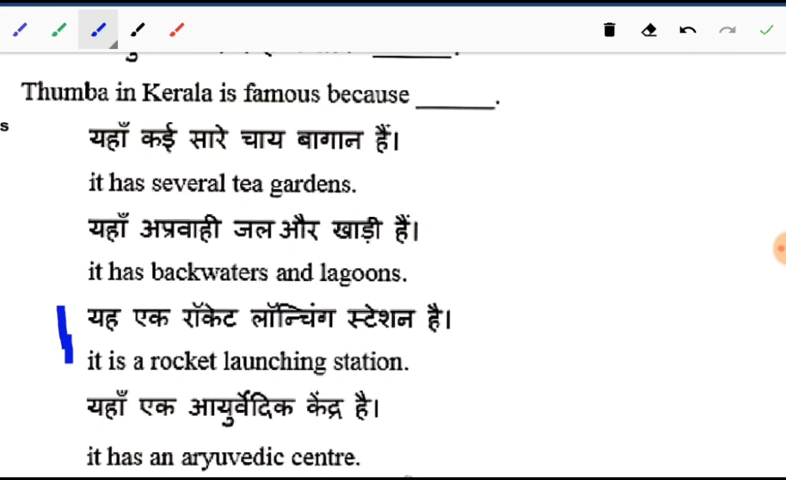 Thumba in Kerala is famous because ______.
s
यहाँ कई सारे चाय बागान हैं।
it has several tea gardens.
यहाँ अप्रवाही जल और खाड़ी हैं।
it has backwaters and lagoons.
यह एक रॉकेट लॉन्चिंग स्टेशन है।
it is a rocket launching station.
यहाँ एक आयुर्वेदिक केंद्र है।
it has an aryuvedic centre.